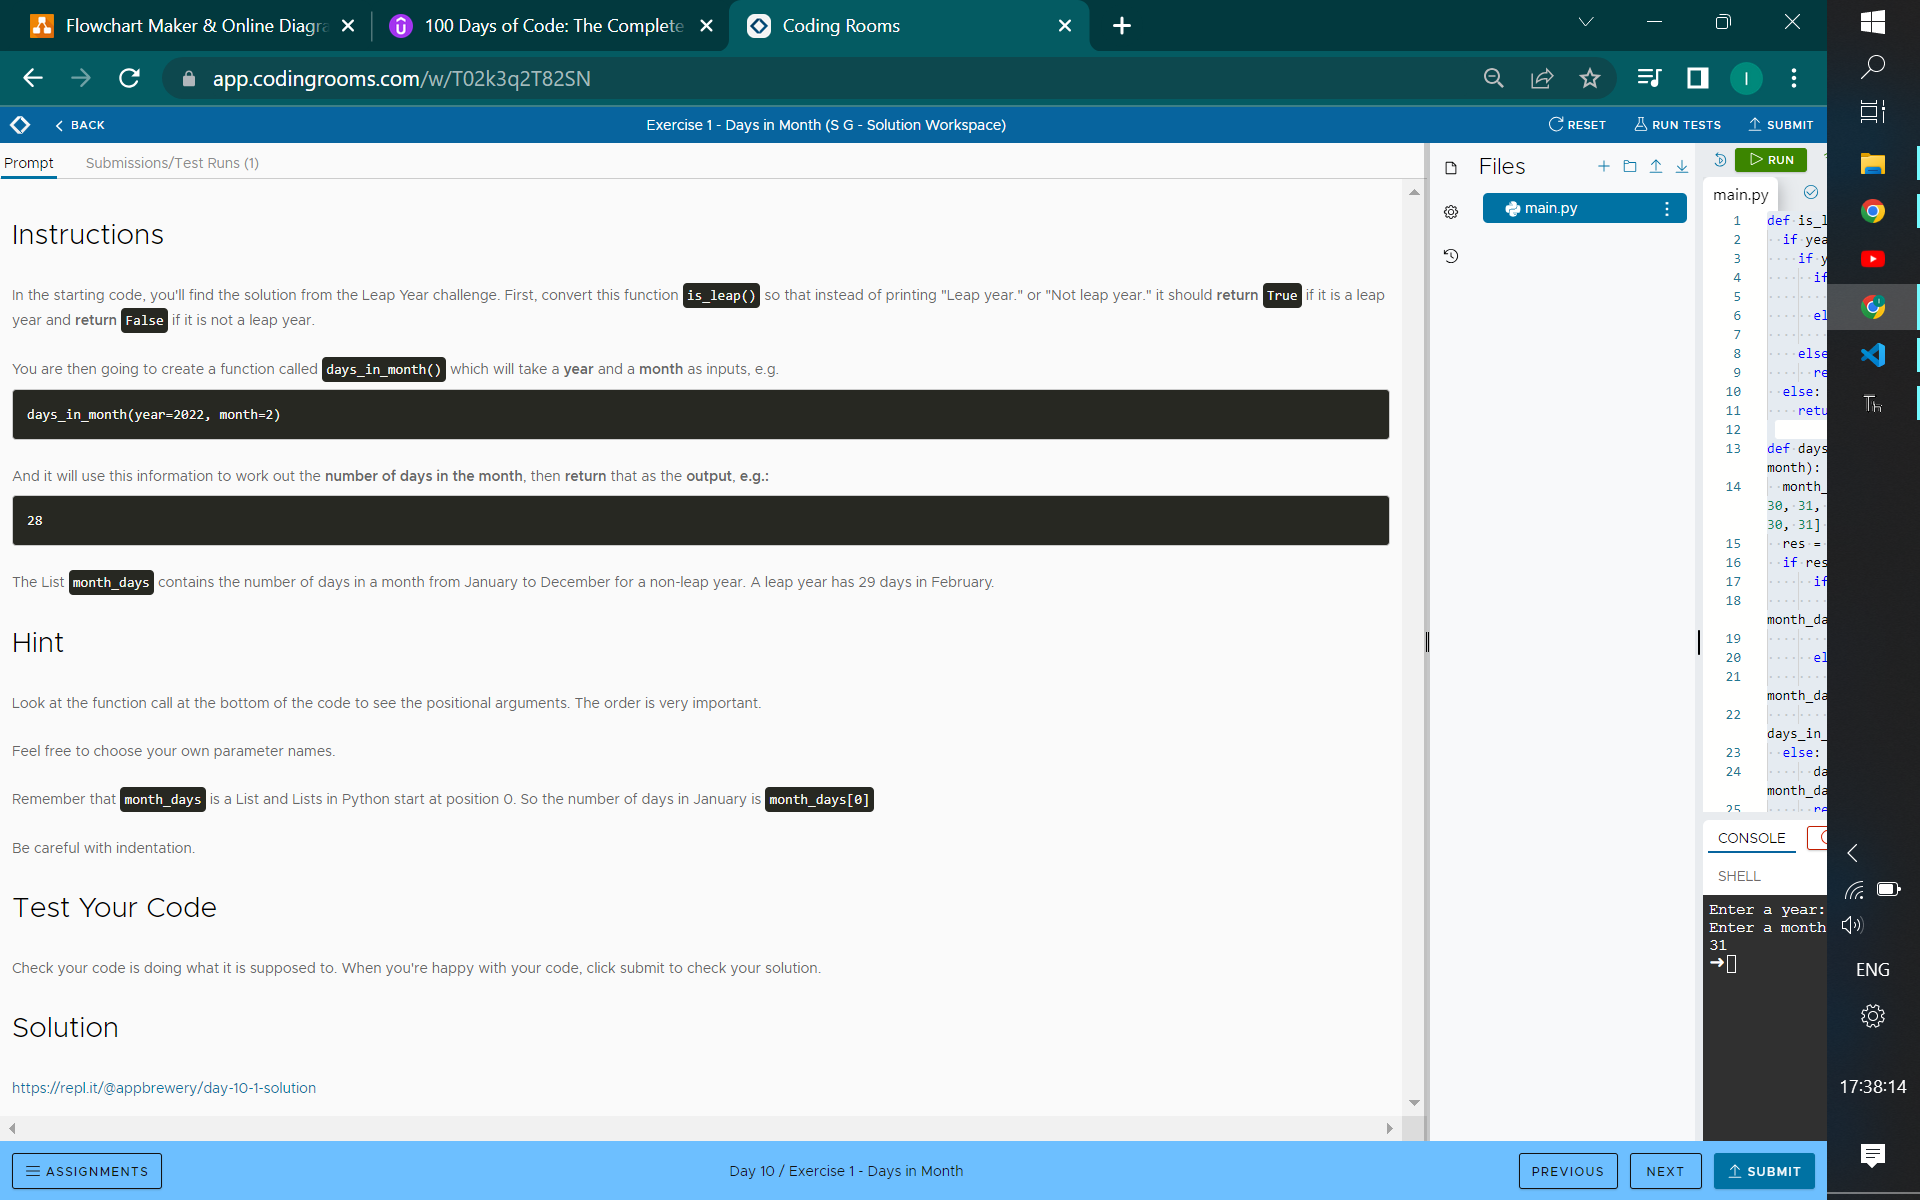 Flowchart Maker & Online Diagra
100 Days of Code: The Complete
Coding Rooms
app.codingrooms.com/w/T02k3q2T82SN
I
BACK
Exercise 1 - Days in Month (S G - Solution Workspace)
RESET
RUN TESTS
SUBMIT
Prompt
Submissions/Test Runs (1)
Instructions
In the starting code, you'll find the solution from the Leap Year challenge. First, convert this function is_leap() so that instead of printing "Leap year." or "Not leap year." it should return True if it is a leap
year and return False if it is not a leap year.
You are then going to create a function called days_in_month() which will take a year and a month as inputs, e.g.
days_in_month(year=2022, month=2)
And it will use this information to work out the number of days in the month, then return that as the output, e.g.:
28
The List month_days contains the number of days in a month from January to December for a non-leap year. A leap year has 29 days in February.
Hint
Look at the function call at the bottom of the code to see the positional arguments. The order is very important.
Feel free to choose your own parameter names.
Remember that month_days is a List and Lists in Python start at position 0. So the number of days in January is month_days[0]
Be careful with indentation.
Test Your Code
Check your code is doing what it is supposed to. When you're happy with your code, click submit to check your solution.
Solution
https://repl.it/@appbrewery/day-10-1-solution
Files
main.py
RUN
main.py
1 def is_l
2 if yea
3 if y
4 if
5
6 el
7
8 else
9 re
10 else:
11 retu
12
13 def days
month):
14 month_
30, 31,
30, 31]
15 res =
16 if res
17 if
18
month_da
19
20 el
21
month_da
22
days_in_
23 else:
24 da
month_da
25 re
CONSOLE
SHELL
Enter a year:
Enter a month
31
ENG
17:38:14
ASSIGNMENTS
Day 10 / Exercise 1 - Days in Month
PREVIOUS
NEXT
SUBMIT